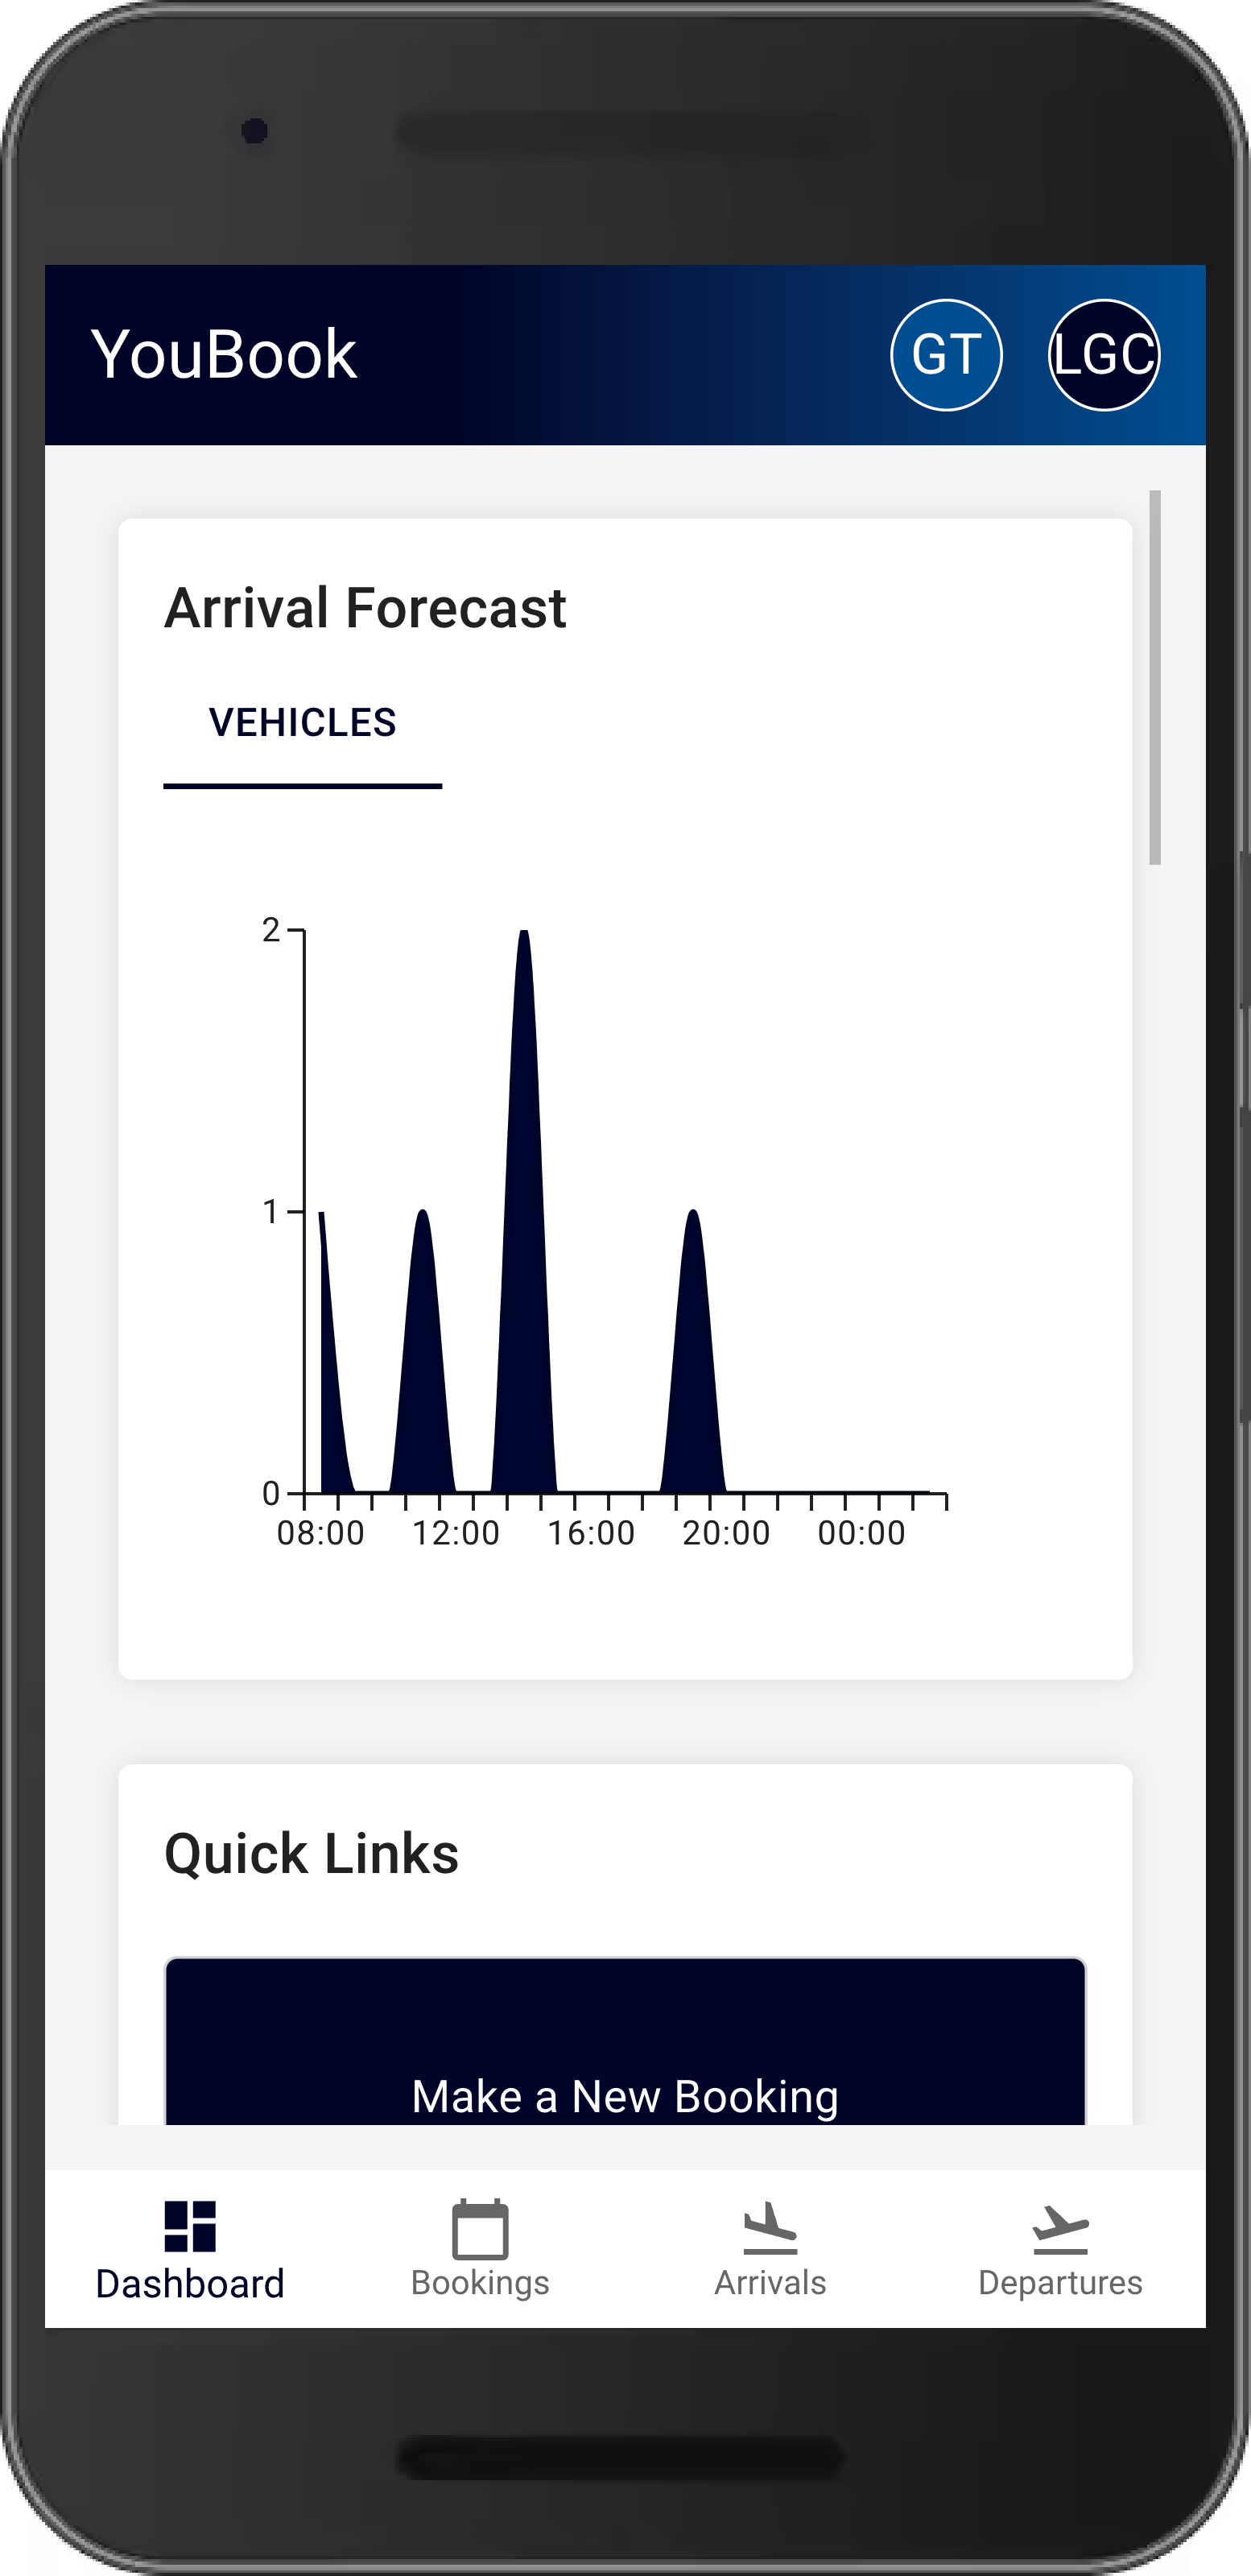 YouBook GT LGC
Arrival Forecast
VEHICLES
2
1
0
08:00 12:00 16:00 20:00 00:00
Quick Links
Make a New Booking
Dashboard Bookings Arrivals Departures